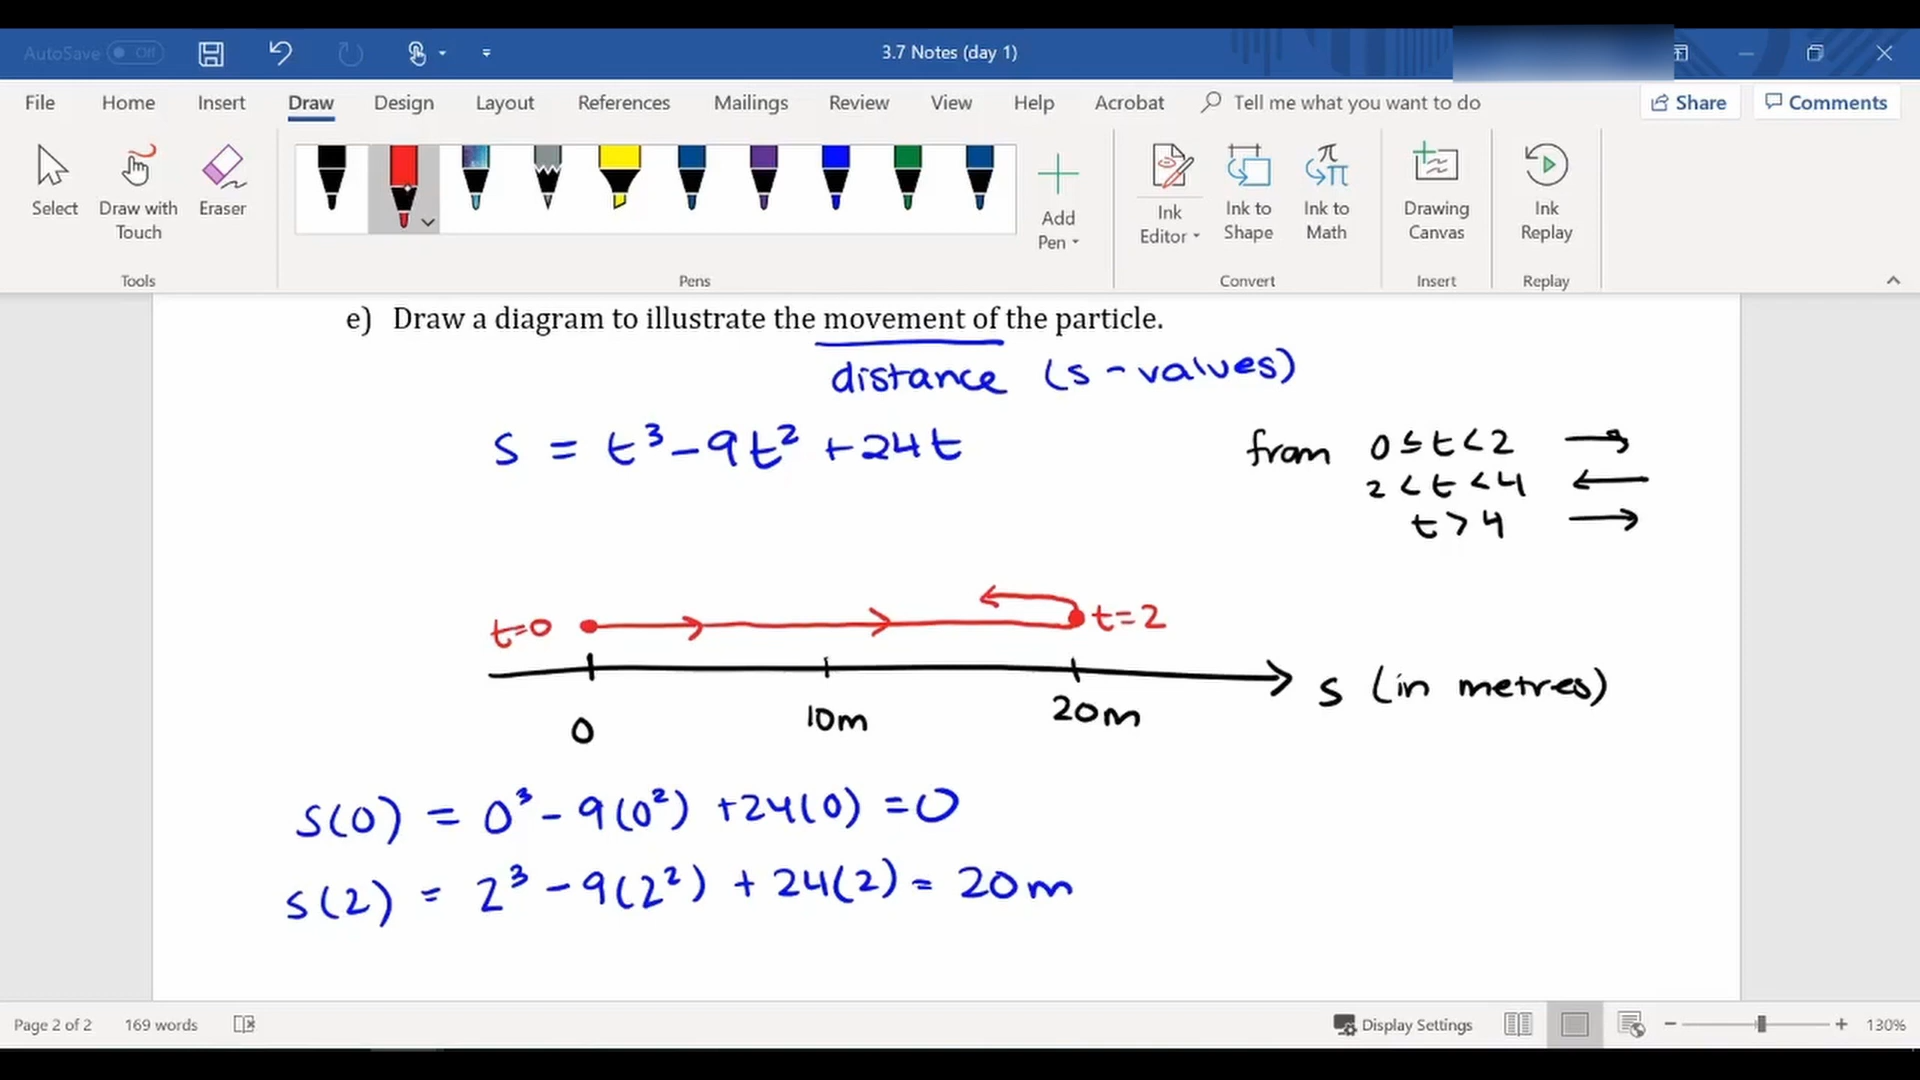 AutoSave Off 3.7 Notes (day 1)
File Home Insert Draw Design Layout References Mailings Review View Help Acrobat Tell me what you want to do Share Comments
Select Draw with Touch Eraser Add Pen Ink Editor Ink to Shape Ink to Math Drawing Canvas Ink Replay
Tools Pens Convert Insert Replay
e) Draw a diagram to illustrate the movement of the particle.
distance (s-values)
s = t³-9t² +24t
from 0≤t<2 →
2<t<4 ←
t>4 →
t=0 t=2
s (in metres)
0 10m 20m
s(0) = 0³-9(0²) +24(0) =0
s(2) = 2³-9(2²) + 24(2) = 20m
Page 2 of 2 169 words Display Settings 130%